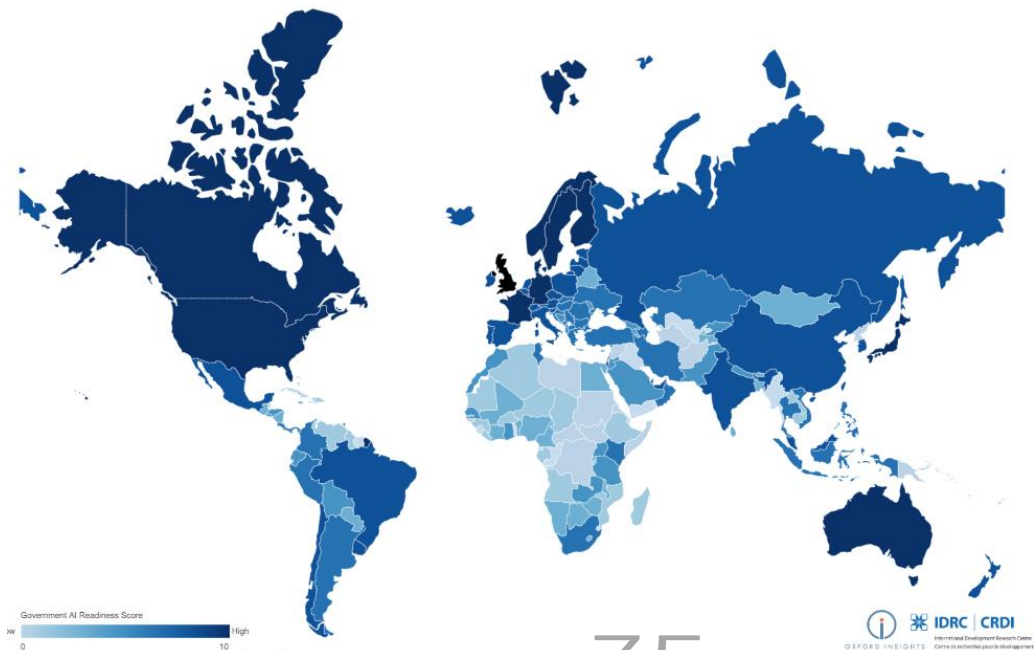 Government AI Readiness Score
ow
High
0
10
75
OXFORD INSIGHTS
IDRC | CRDI
International Development Research Centre
Centre de recherches pour le développement